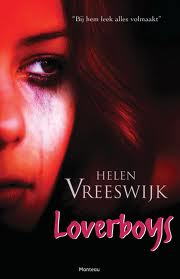 "Bij hem leek alles volmaakt"
HELEN
VREESWIJK
Loverboys
Manteau